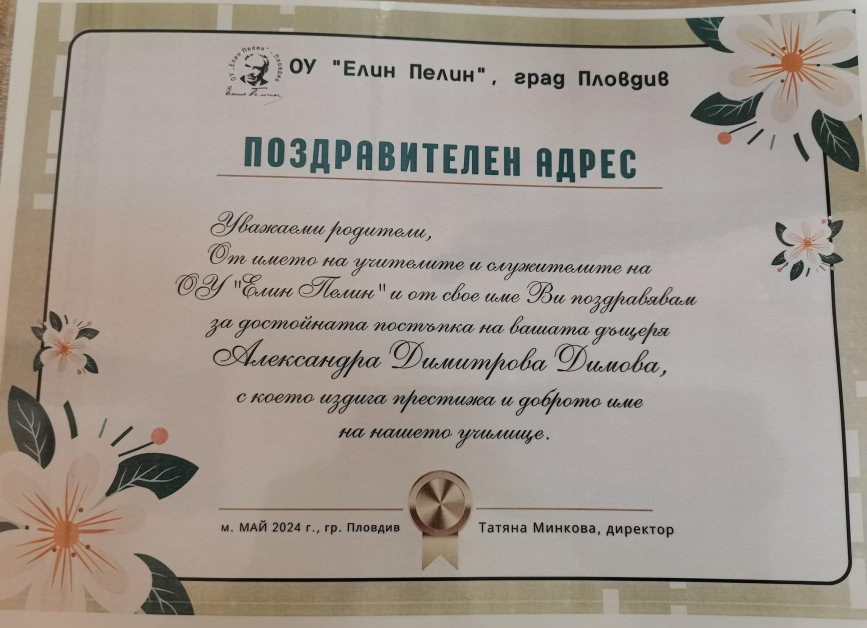 ОУ "Елин Пелин", град Пловдив
ПОЗДРАВИТЕЛЕН АДРЕС
Уважаеми родители,
От името на учителите и служителите на
ОУ "Елин Пелин" и от свое име Ви поздравявам
за достойната постъпка на вашата дъщеря
Александра Димитрова Димова,
с което издига престижа и доброто име
на нашето училище.
м. МАЙ 2024 г., гр. Пловдив
Татяна Минкова, директор